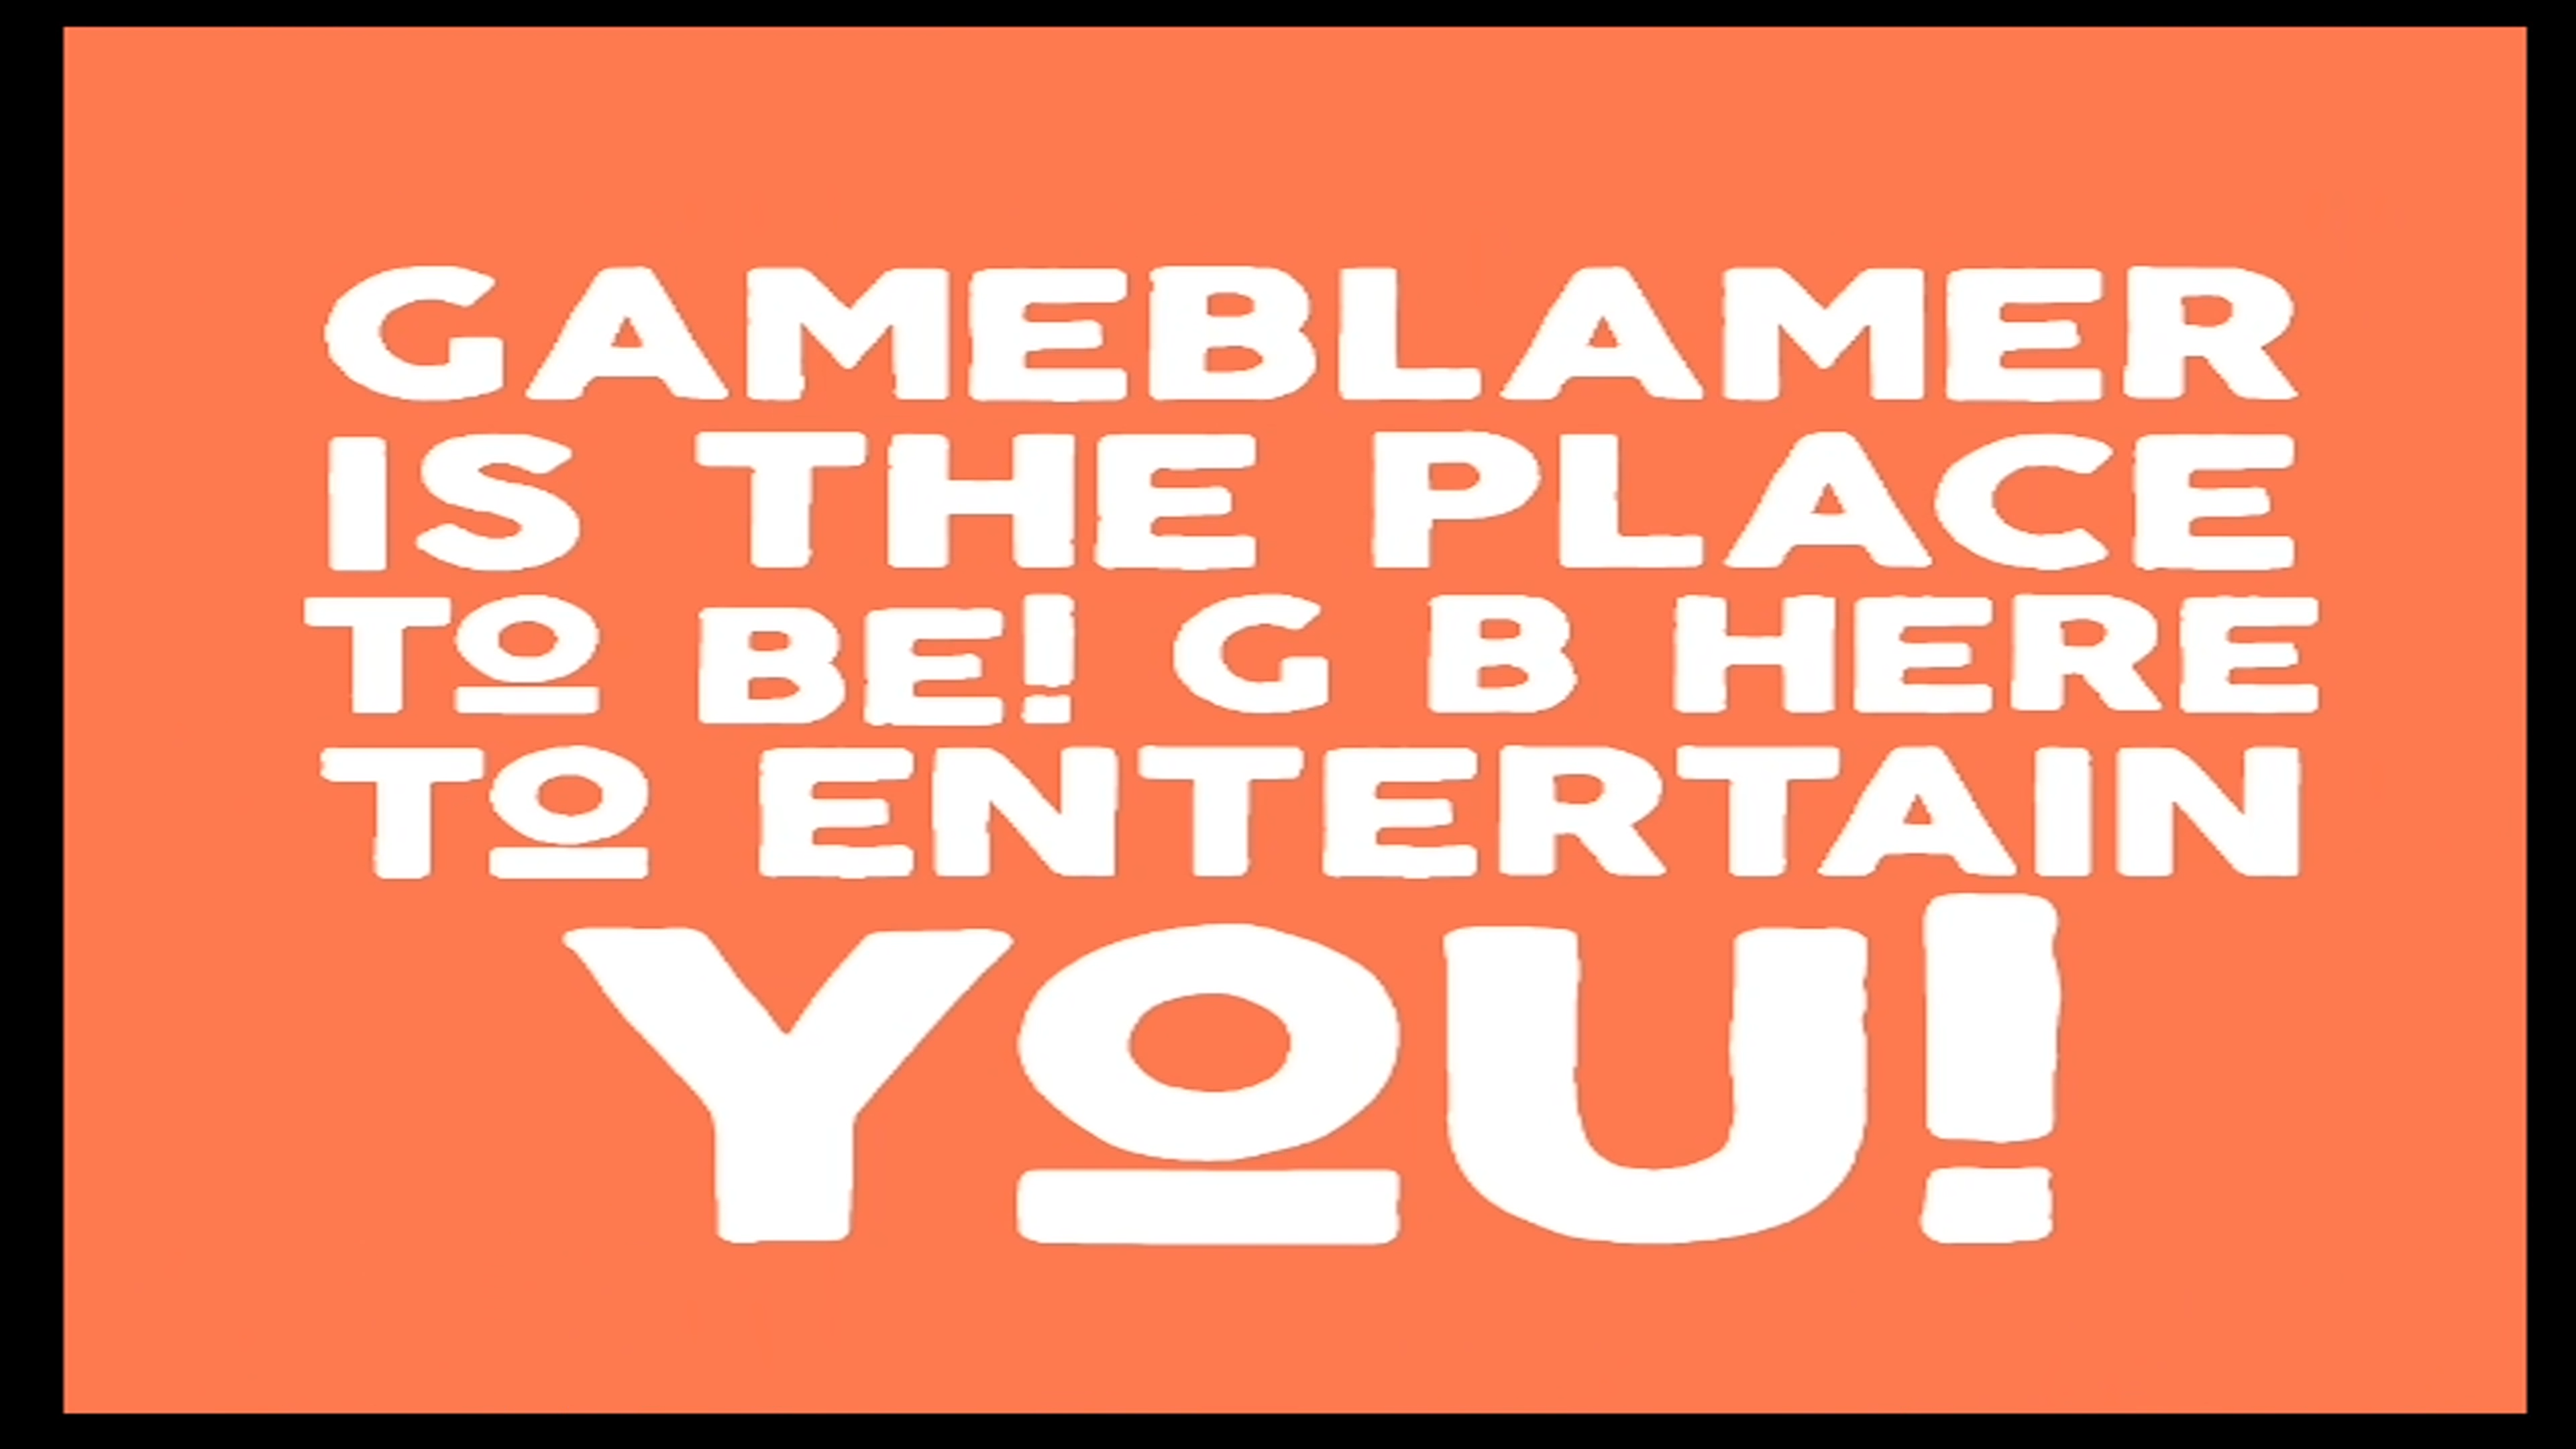 GAMEBLAMER
IS THE PLACE
TO BE! G B HERE
TO ENTERTAIN
YOU!